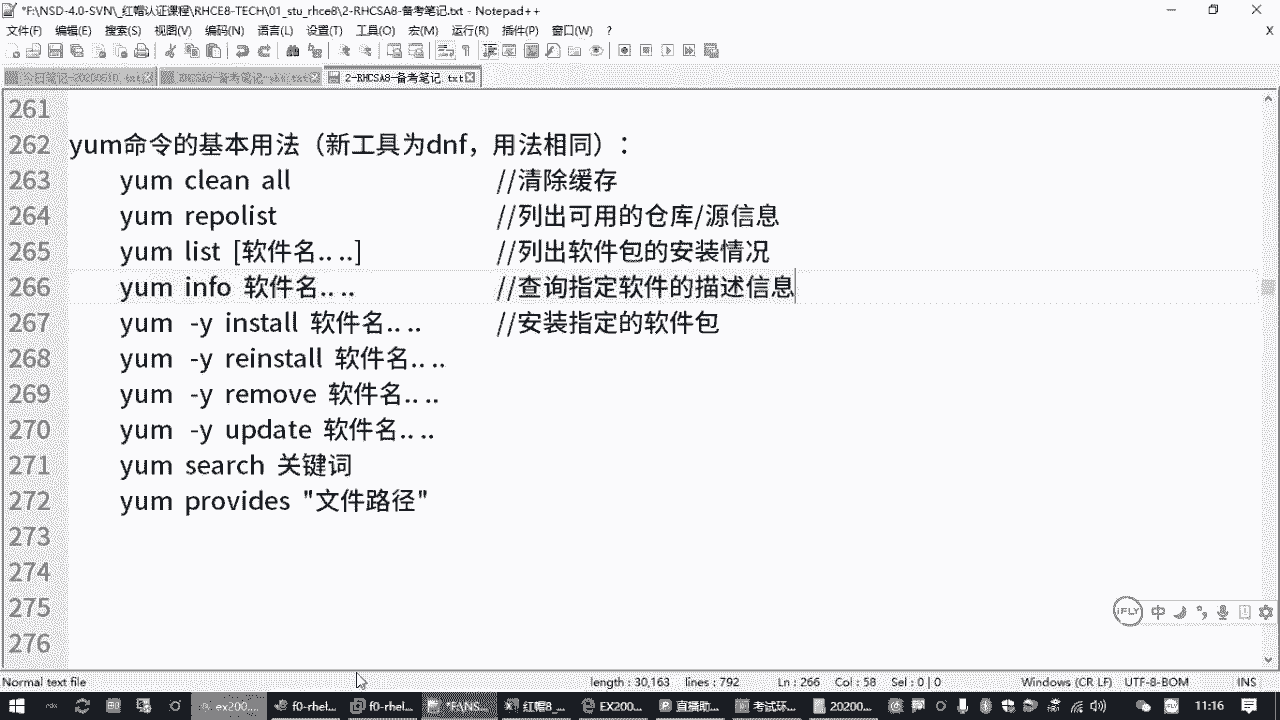 *F:\NSD-4.0-SVN\_红帽认证课程\RHCE8-TECH\01_stu_rhce8\2-RHCSA8-备考笔记.txt - Notepad++
文件(F) 编辑(E) 搜索(S) 视图(V) 编码(N) 语言(L) 设置(T) 工具(O) 宏(M) 运行(R) 插件(P) 窗口(W) ? X
2-RHCSA8-备考笔记.txt
261
262 yum命令的基本用法（新工具为dnf，用法相同）：
263 yum clean all //清除缓存
264 yum repolist //列出可用的仓库/源信息
265 yum list [软件名.. ..] //列出软件包的安装情况
266 yum info 软件名.. .. //查询指定软件的描述信息
267 yum -y install 软件名.. .. //安装指定的软件包
268 yum -y reinstall 软件名.. ..
269 yum -y remove 软件名.. ..
270 yum -y update 软件名.. ..
271 yum search 关键词
272 yum provides "文件路径"
273
274
275
276
iFLY 中
Normal text file length : 30,163 lines : 792 Ln : 266 Col : 58 Sel : 0 | 0 Windows (CR LF) UTF-8-BOM INS
ex200... f0-rhel... f0-rhel... *F:\NS... 红帽8_... EX200... 直播助... 考试环... 20200... 11:16